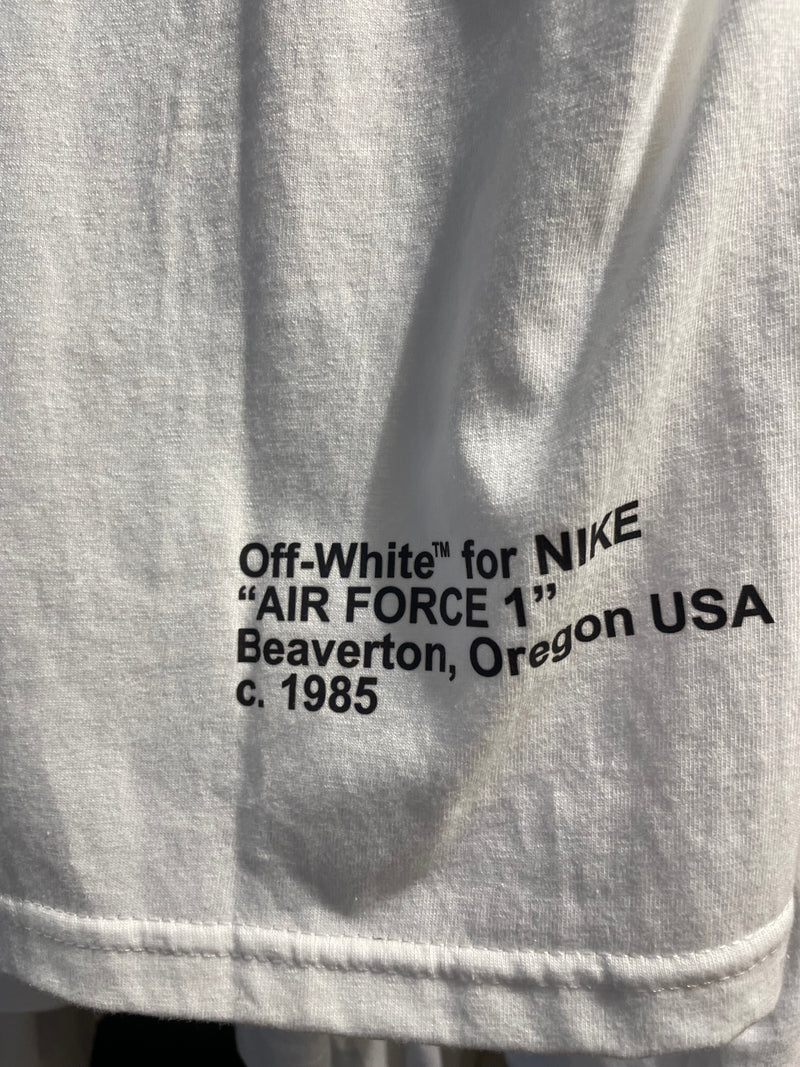 Off-White™ for NIKE
“AIR FORCE 1”
Beaverton, Oregon USA
c. 1985